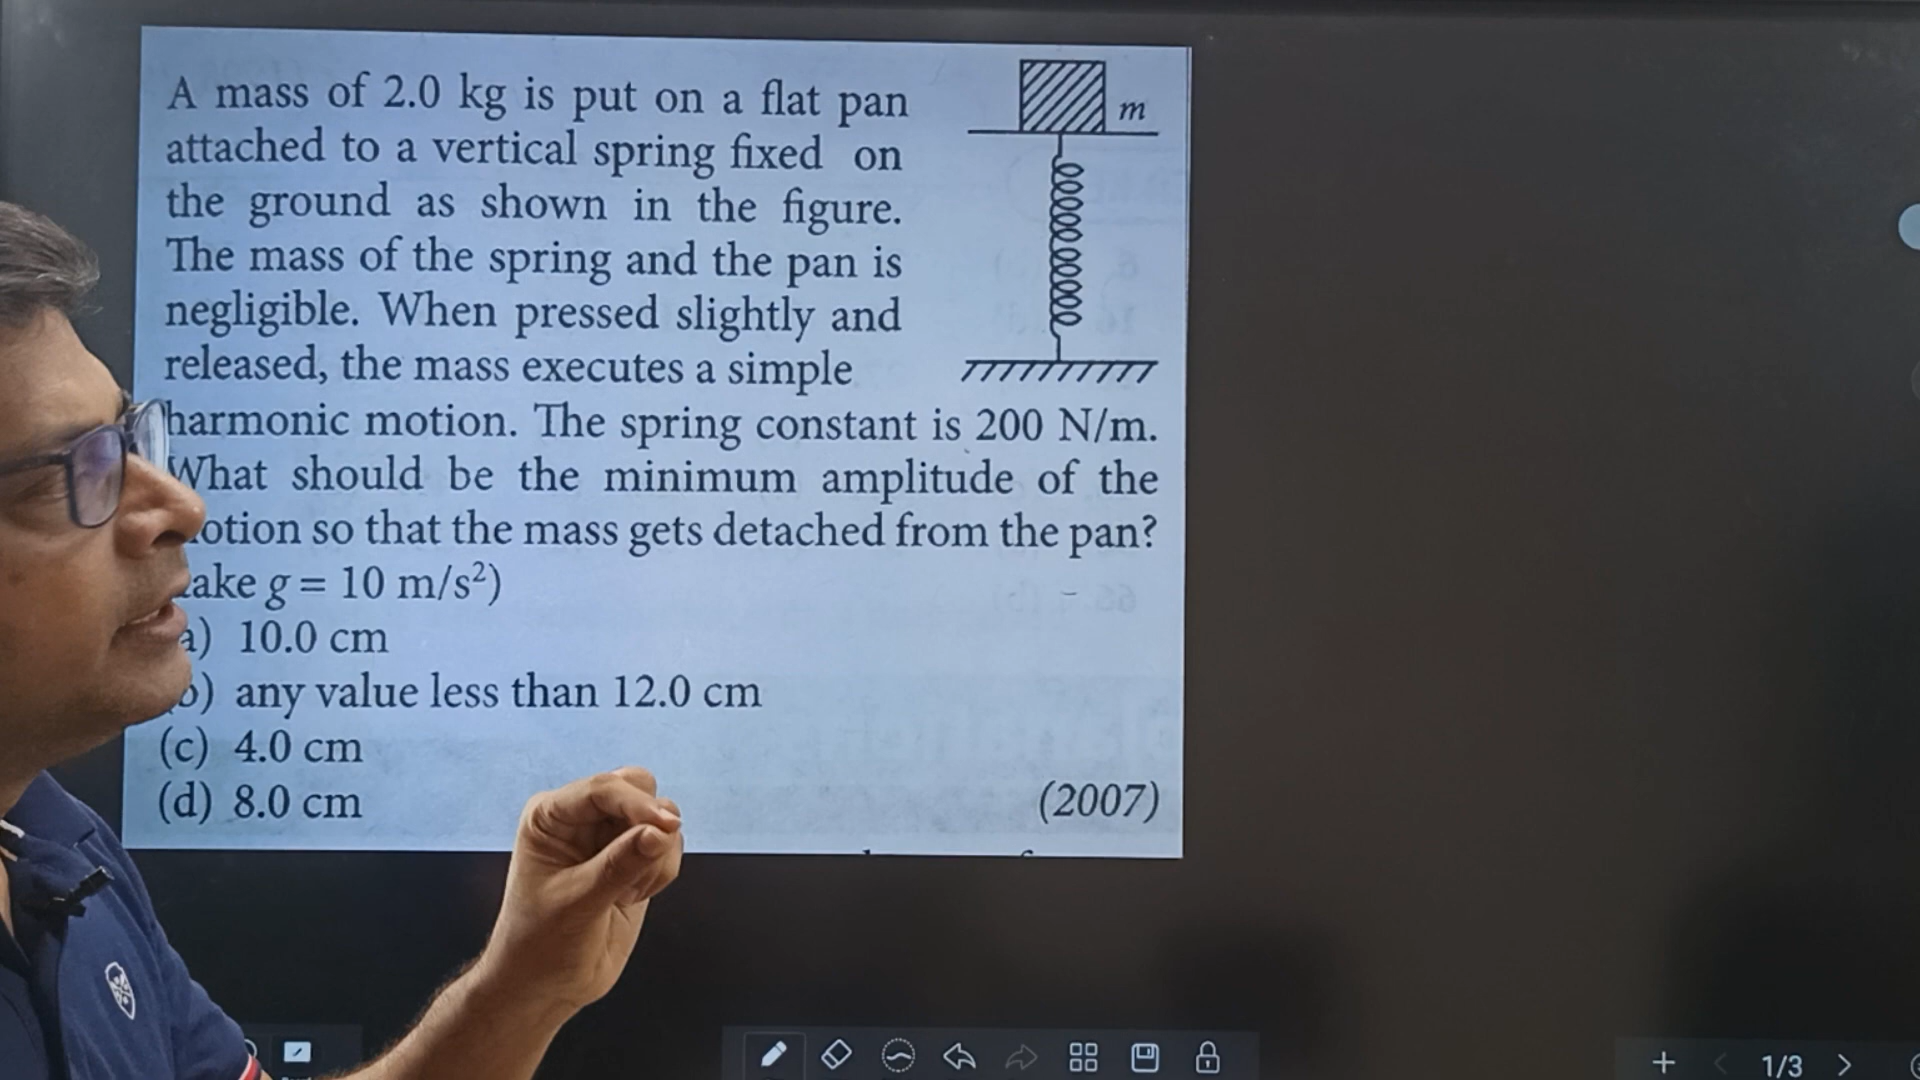 A mass of 2.0 kg is put on a flat pan
attached to a vertical spring fixed on
the ground as shown in the figure.
The mass of the spring and the pan is
negligible. When pressed slightly and
released, the mass executes a simple
harmonic motion. The spring constant is 200 N/m.
What should be the minimum amplitude of the
otion so that the mass gets detached from the pan?
ake g = 10 m/s²)
a) 10.0 cm
b) any value less than 12.0 cm
(c) 4.0 cm
(d) 8.0 cm
(2007)
m
1/3